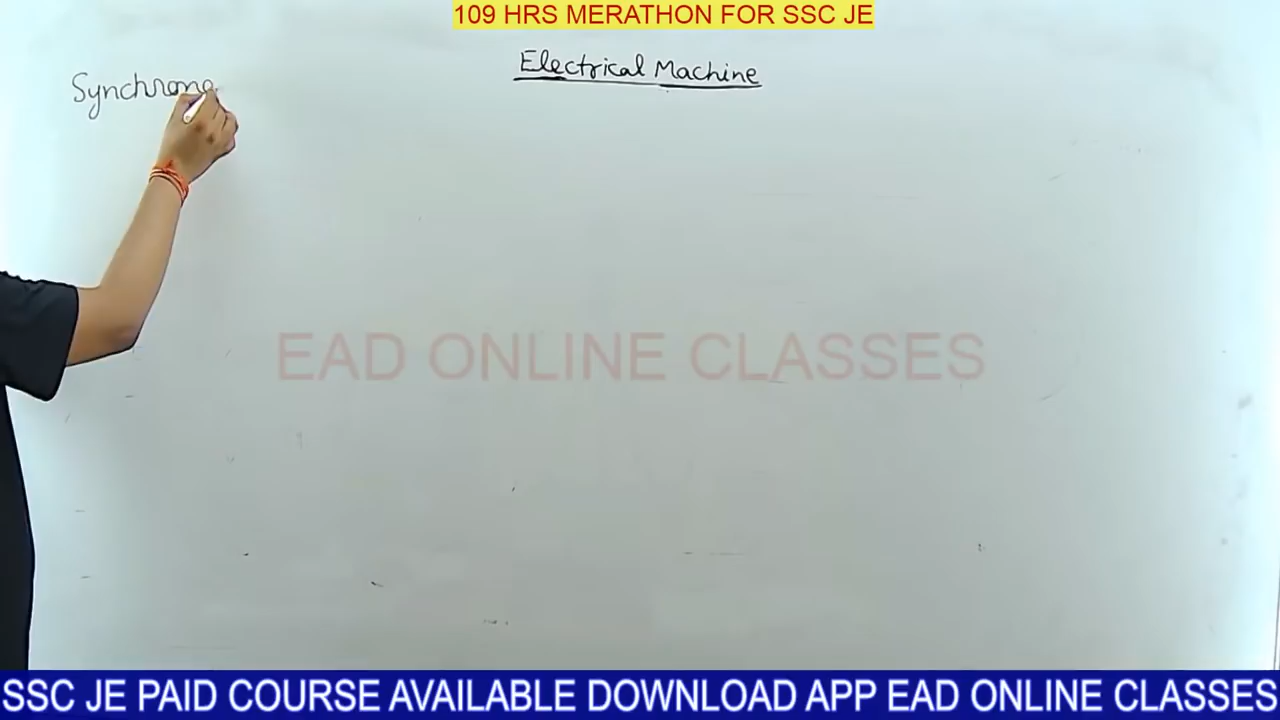 109 HRS MERATHON FOR SSC JE
Electrical Machine
Synchrono
EAD ONLINE CLASSES
SSC JE PAID COURSE AVAILABLE DOWNLOAD APP EAD ONLINE CLASSES